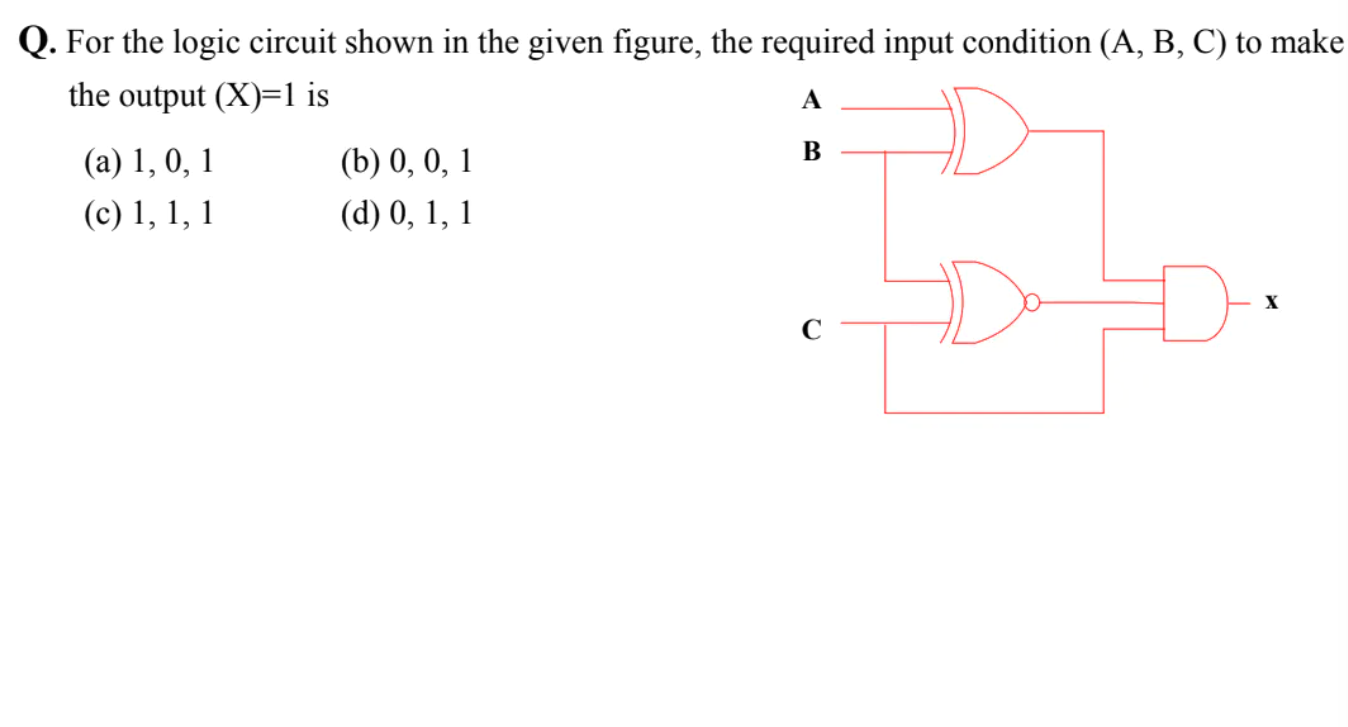 Q. For the logic circuit shown in the given figure, the required input condition (A, B, C) to make
the output (X)=1 is
(a) 1, 0, 1 (b) 0, 0, 1
(c) 1, 1, 1 (d) 0, 1, 1
A
B
C
X